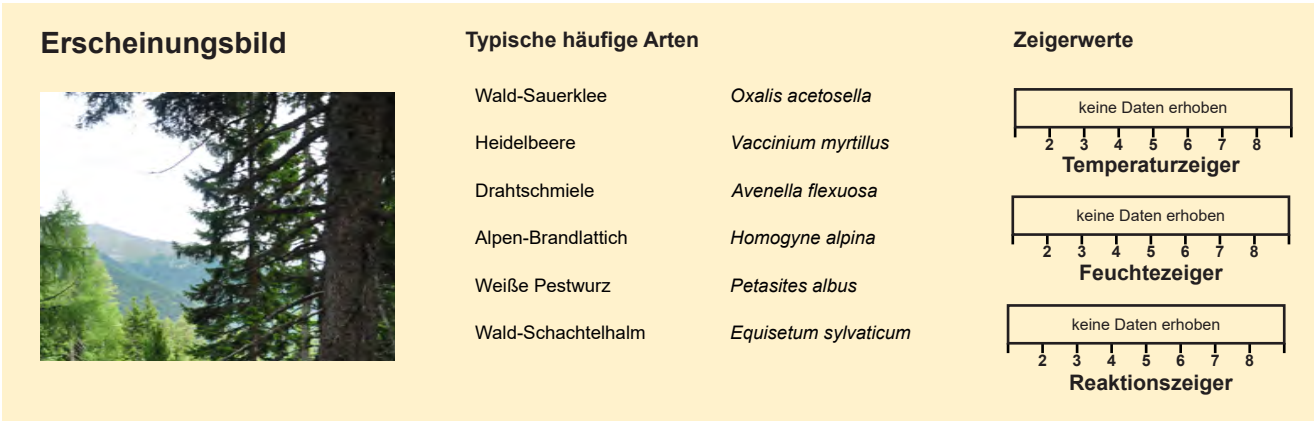 Erscheinungsbild
Typische häufige Arten
Wald-Sauerklee Oxalis acetosella
Heidelbeere Vaccinium myrtillus
Drahtschmiele Avenella flexuosa
Alpen-Brandlattich Homogyne alpina
Weiße Pestwurz Petasites albus
Wald-Schachtelhalm Equisetum sylvaticum
Zeigerwerte
keine Daten erhoben
2 3 4 5 6 7 8
Temperaturzeiger
keine Daten erhoben
2 3 4 5 6 7 8
Feuchtezeiger
keine Daten erhoben
2 3 4 5 6 7 8
Reaktionszeiger